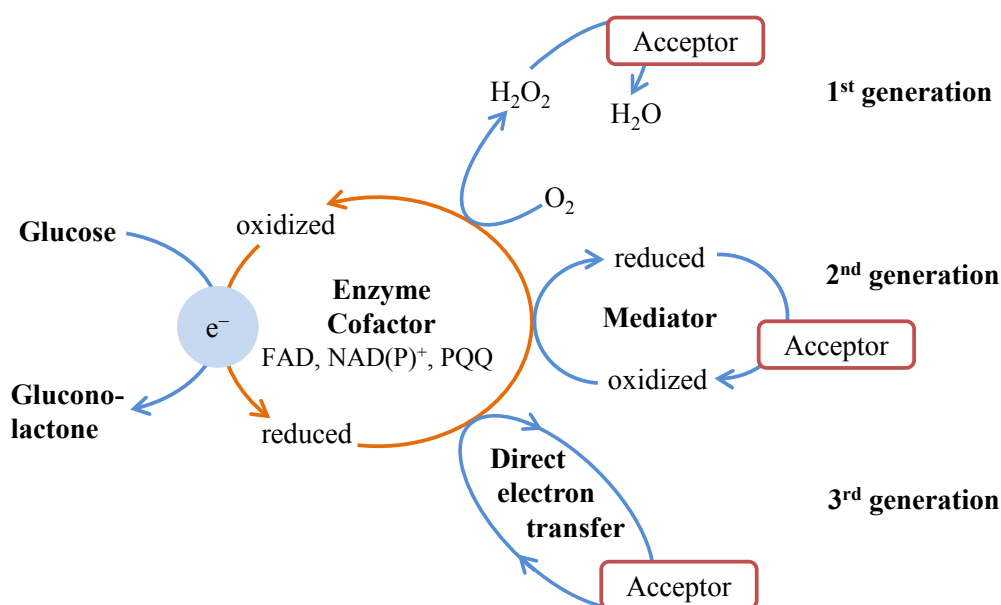 Acceptor
H₂O₂
H₂O
1ˢᵗ generation
O₂
Glucose
oxidized
e⁻
Enzyme
Cofactor
FAD, NAD(P)⁺, PQQ
reduced
Mediator
oxidized
2ⁿᵈ generation
Acceptor
Glucono-
lactone
reduced
Direct
electron
transfer
3ʳᵈ generation
Acceptor